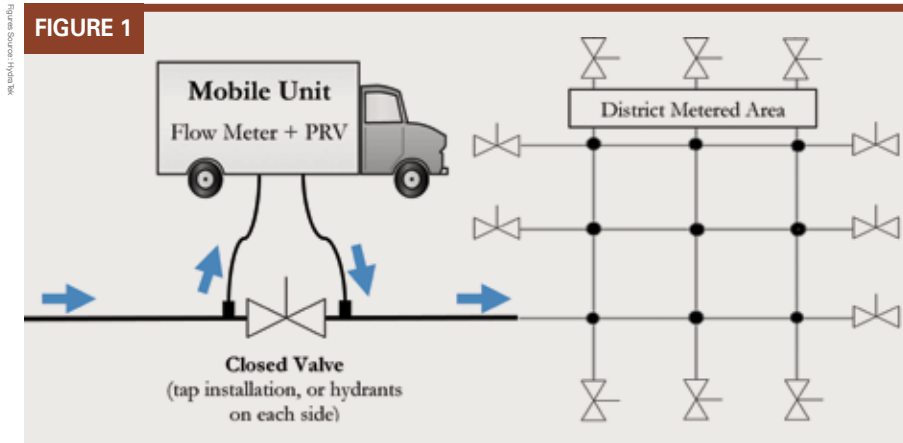 Figures Source: HydraTek
FIGURE 1
Mobile Unit
Flow Meter + PRV
District Metered Area
Closed Valve
(tap installation, or hydrants
on each side)